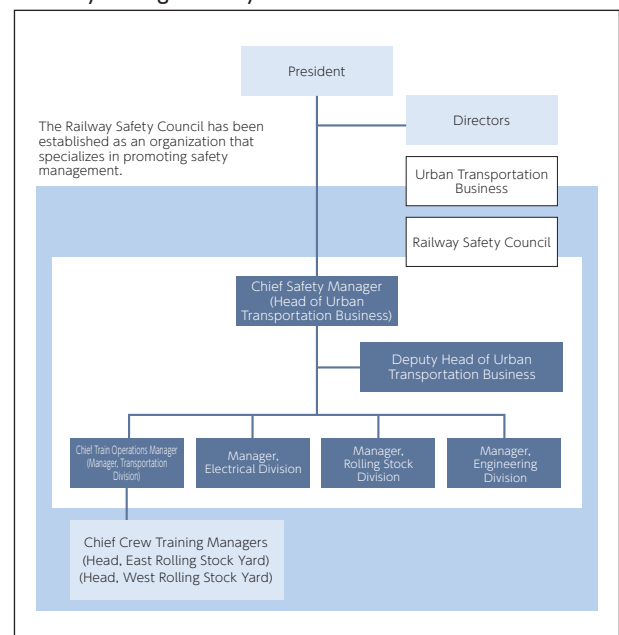 President
Directors
The Railway Safety Council has been
established as an organization that
specializes in promoting safety
management.
Urban Transportation
Business
Railway Safety Council
Chief Safety Manager
(Head of Urban
Transportation Business)
Deputy Head of Urban
Transportation Business
Chief Train Operations Manager
(Manager, Transportation
Division)
Manager,
Electrical Division
Manager,
Rolling Stock
Division
Manager,
Engineering
Division
Chief Crew Training Managers
(Head, East Rolling Stock Yard)
(Head, West Rolling Stock Yard)